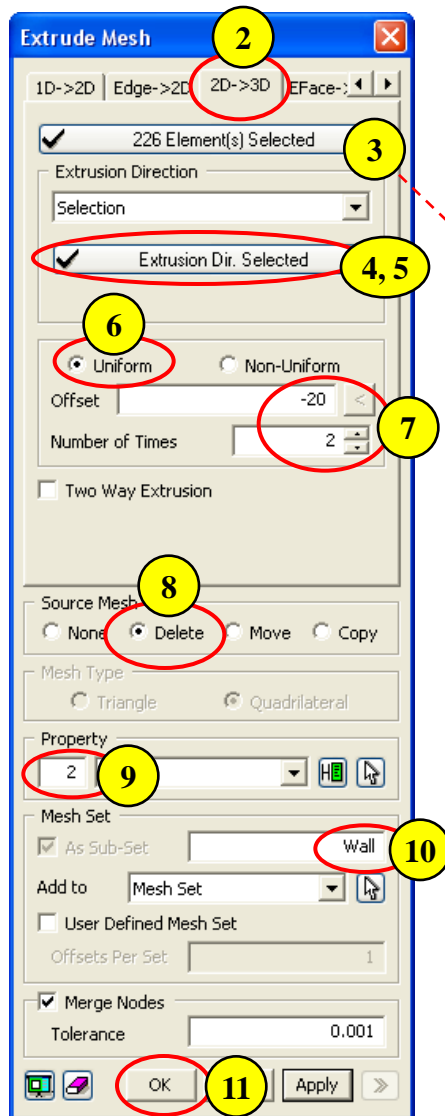 Extrude Mesh
2
1D->2D Edge->2D 2D->3D EFace->
226 Element(s) Selected
3
Extrusion Direction
Selection
Extrusion Dir. Selected
4, 5
6
Uniform Non-Uniform
Offset -20 <
7
Number of Times 2
Two Way Extrusion
8
Source Mesh
None Delete Move Copy
Mesh Type
Triangle Quadrilateral
Property
2
9
Mesh Set
As Sub-Set Wall
10
Add to Mesh Set
User Defined Mesh Set
Offsets Per Set 1
Merge Nodes
Tolerance 0.001
OK 11 Apply >>